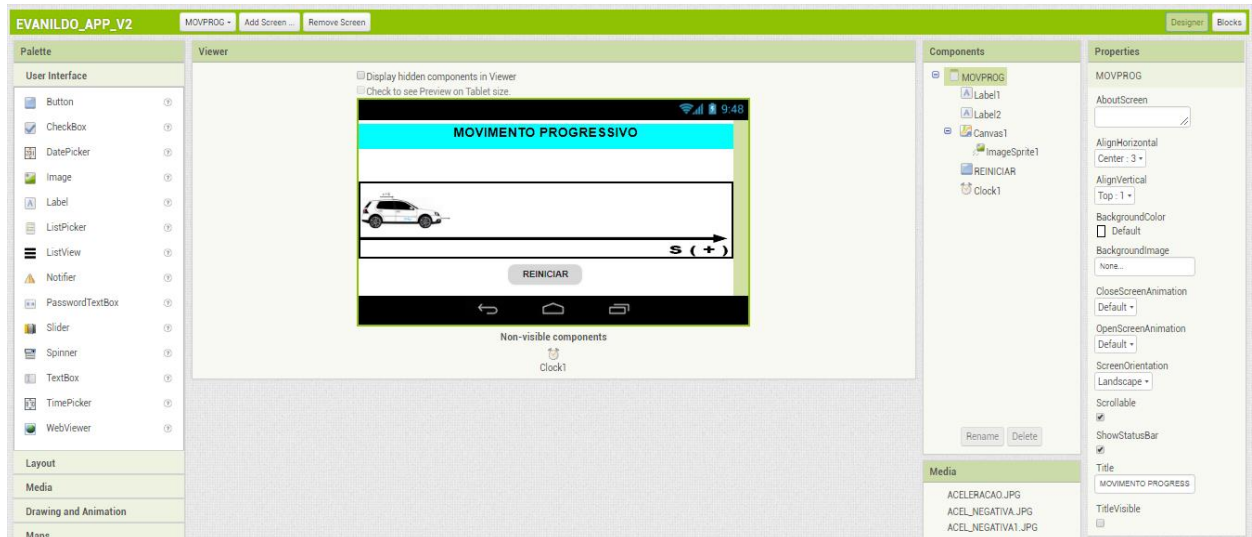 EVANILDO_APP_V2
MOVPROG
Add Screen ...
Remove Screen
Designer
Blocks
Palette
User Interface
Button
CheckBox
DatePicker
Image
Label
ListPicker
ListView
Notifier
PasswordTextBox
Slider
Spinner
TextBox
TimePicker
WebViewer
Layout
Media
Drawing and Animation
Maps
Viewer
Display hidden components in Viewer
Check to see Preview on Tablet size.
9:48
MOVIMENTO PROGRESSIVO
S ( + )
REINICIAR
Non-visible components
Clock1
Components
MOVPROG
Label1
Label2
Canvas1
ImageSprite1
REINICIAR
Clock1
Rename
Delete
Media
ACELERACAO.JPG
ACEL_NEGATIVA.JPG
ACEL_NEGATIVA1.JPG
Properties
MOVPROG
AboutScreen
AlignHorizontal
Center : 3
AlignVertical
Top : 1
BackgroundColor
Default
BackgroundImage
None...
CloseScreenAnimation
Default
OpenScreenAnimation
Default
ScreenOrientation
Landscape
Scrollable
ShowStatusBar
Title
MOVIMENTO PROGRESS
TitleVisible